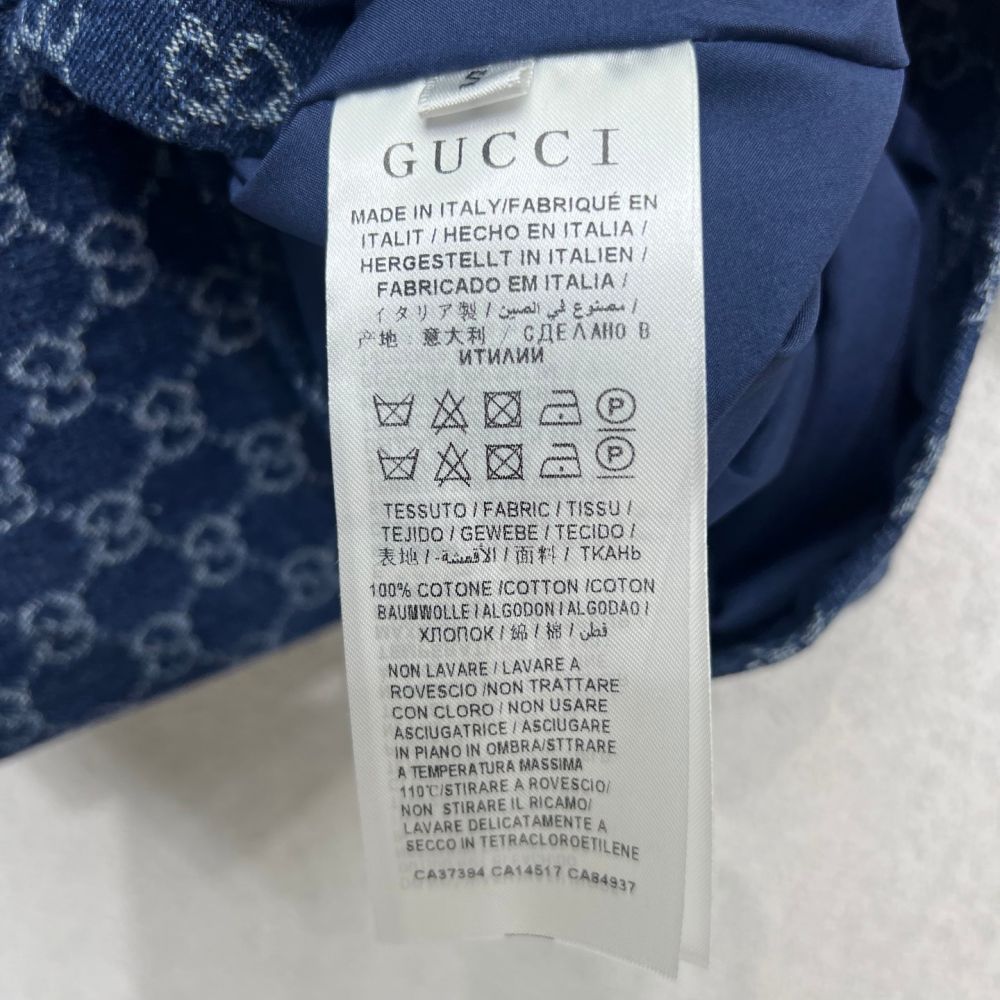 GUCCI
MADE IN ITALY/FABRIQUÉ EN
ITALIT / HECHO EN ITALIA /
HERGESTELLT IN ITALIEN /
FABRICADO EM ITALIA /
イタリア製 / مصنوع في الصين /
产地:意大利 / СДЕЛАНО В
ИТИЛИИ
P
P
TESSUTO / FABRIC / TISSU /
TEJIDO / GEWEBE / TECIDO /
表地 / الأقمشة- / 面料 / ТКАНЬ
100% COTONE /COTTON /COTON
BAUMWOLLE / ALGODON / ALGODAO /
ХЛОПОК / 綿 / 棉 / قطن
NON LAVARE / LAVARE A
ROVESCIO /NON TRATTARE
CON CLORO / NON USARE
ASCIUGATRICE / ASCIUGARE
IN PIANO IN OMBRA/STTRARE
A TEMPERATURA MASSIMA
110℃/STIRARE A ROVESCIO/
NON STIRARE IL RICAMO/
LAVARE DELICATAMENTE A
SECCO IN TETRACLOROETILENE
CA37394 CA14517 CA84937